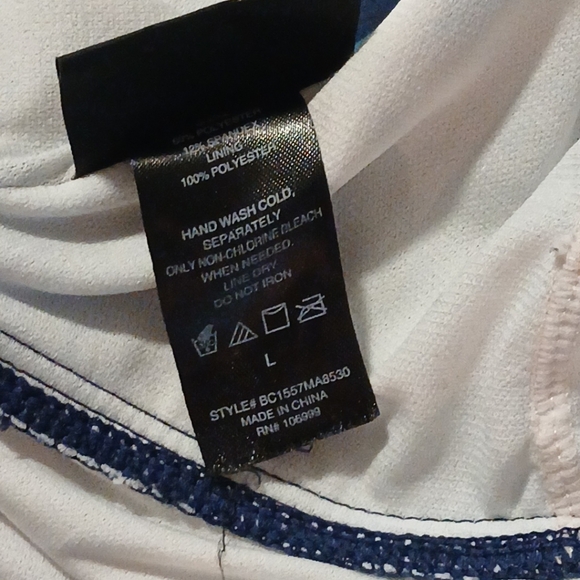 POLYESTER
12% SPANDEX
LINING
100% POLYESTER
HAND WASH COLD,
SEPARATELY
ONLY NON-CHLORINE BLEACH
WHEN NEEDED.
LINE DRY
DO NOT IRON
L
STYLE# BC1557MA8530
MADE IN CHINA
RN# 106999